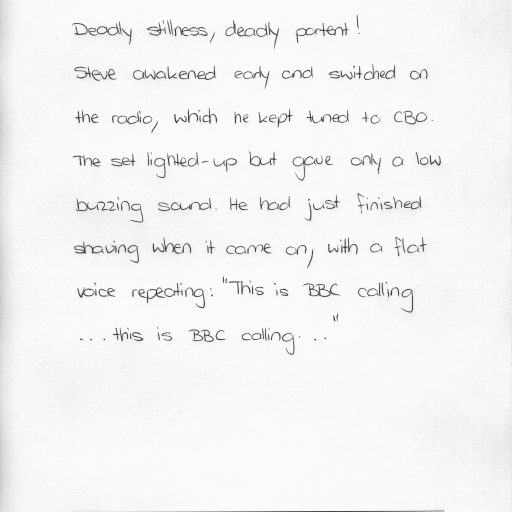 Deadly stillness, deadly portent!
Steve awakened early and switched on
the radio, which he kept tuned to CBO.
The set lighted-up but gave only a low
buzzing sound. He had just finished
shaving when it came on, with a flat
voice repeating: "This is BBC calling
...this is BBC calling..."